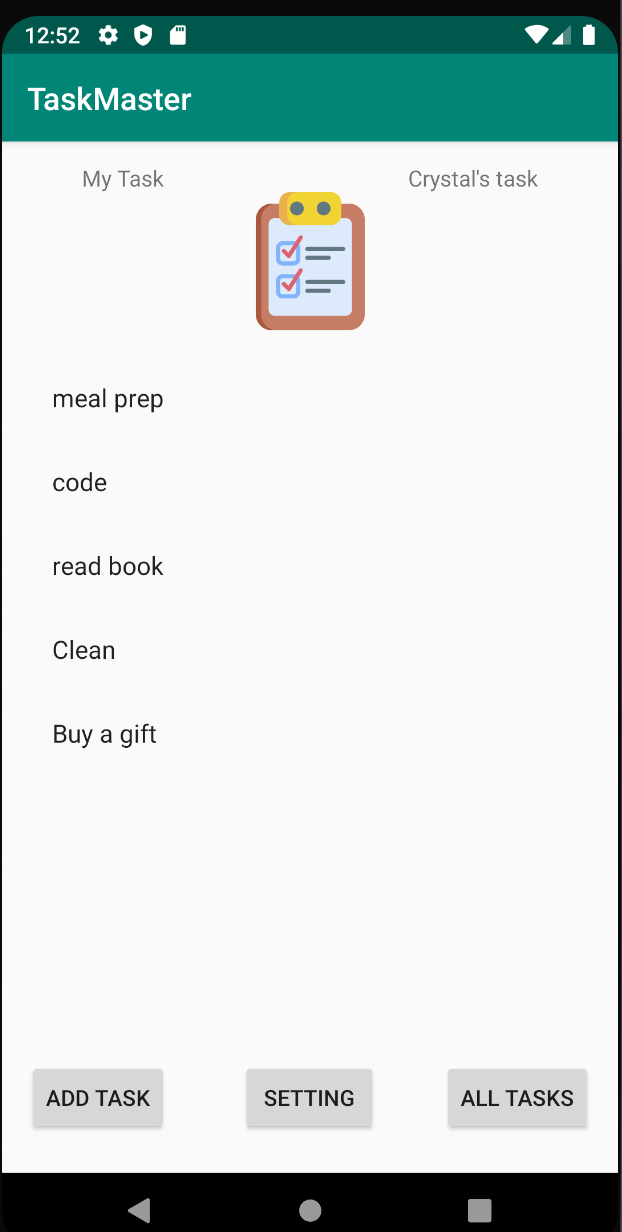 12:52
TaskMaster
My Task
Crystal's task
meal prep
code
read book
Clean
Buy a gift
ADD TASK
SETTING
ALL TASKS